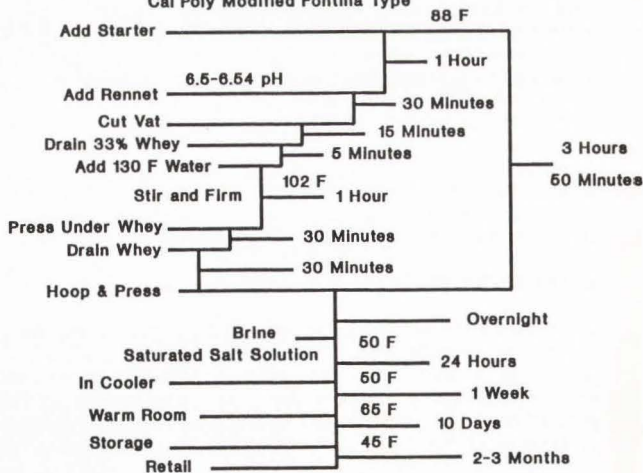 Cal Poly Modified Fontina Type
88 F
Add Starter
1 Hour
6.5-6.54 pH
Add Rennet
30 Minutes
Cut Vat
15 Minutes
Drain 33% Whey
5 Minutes
3 Hours
Add 130 F Water
102 F
50 Minutes
Stir and Firm
1 Hour
Press Under Whey
30 Minutes
Drain Whey
30 Minutes
Hoop & Press
Overnight
Brine
50 F
Saturated Salt Solution
24 Hours
In Cooler
50 F
1 Week
Warm Room
65 F
10 Days
Storage
45 F
2-3 Months
Retail